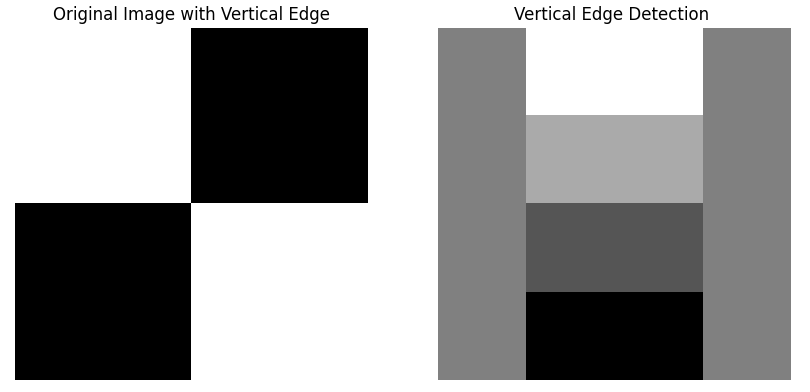 Original Image with Vertical Edge
Vertical Edge Detection